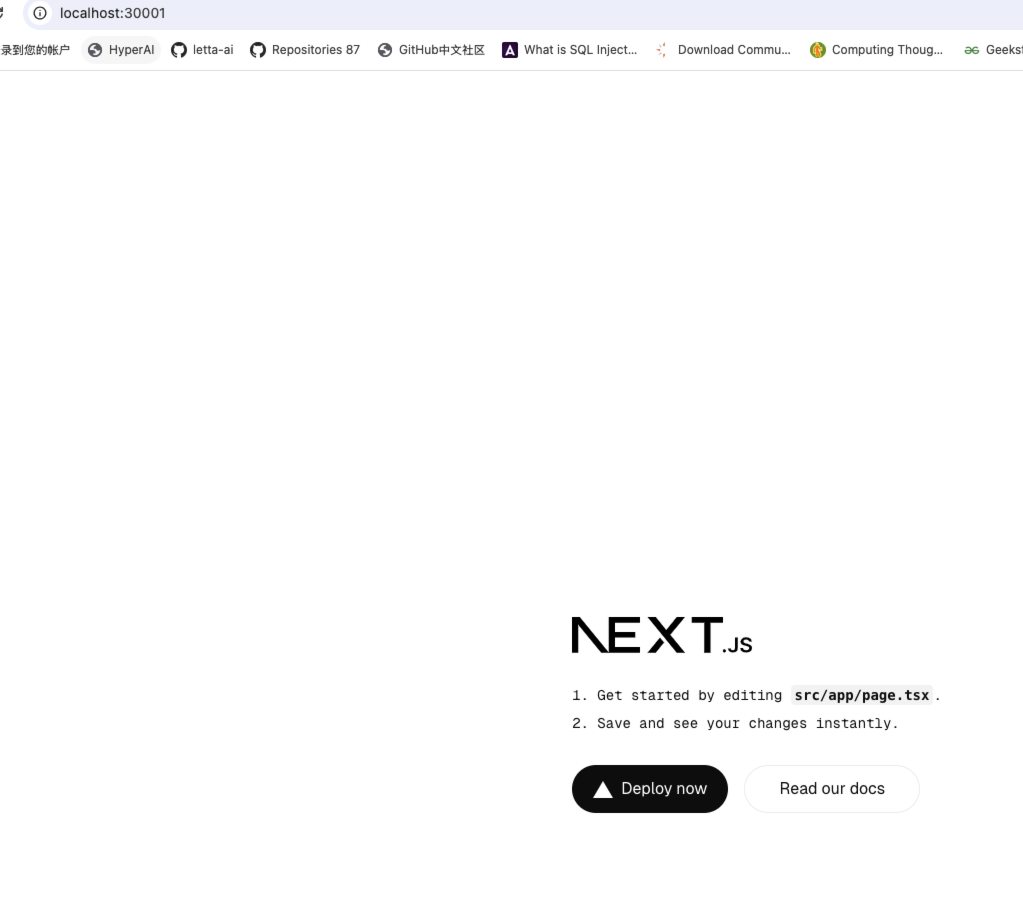 localhost:30001
录到您的帐户 HyperAI letta-ai Repositories 87 GitHub中文社区 What is SQL Inject... Download Commu... Computing Thoug... Geeksf
NEXT.JS
1. Get started by editing src/app/page.tsx.
2. Save and see your changes instantly.
Deploy now Read our docs